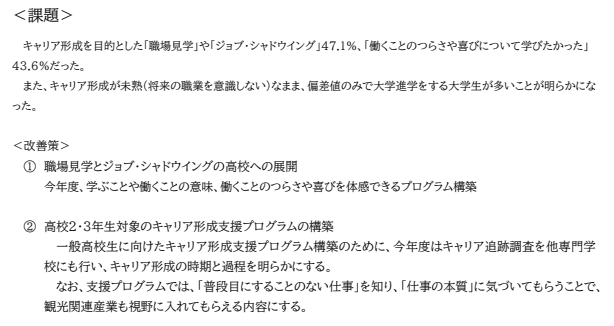 ＜課題＞
キャリア形成を目的とした「職場見学」や「ジョブ・シャドウイング」47.1％、「働くことのつらさや喜びについて学びたかった」
43.6％だった。
また、キャリア形成が未熟(将来の職業を意識しない)なまま、偏差値のみで大学進学をする大学生が多いことが明らかにな
った。
＜改善策＞
① 職場見学とジョブ・シャドウイングの高校への展開
今年度、学ぶことや働くことの意味、働くことのつらさや喜びを体感できるプログラム構築
② 高校2・3年生対象のキャリア形成支援プログラムの構築
一般高校生に向けたキャリア形成支援プログラム構築のために、今年度はキャリア追跡調査を他専門学
校にも行い、キャリア形成の時期と過程を明らかにする。
なお、支援プログラムでは、「普段目にすることのない仕事」を知り、「仕事の本質」に気づいてもらうことで、
観光関連産業も視野に入れてもらえる内容にする。